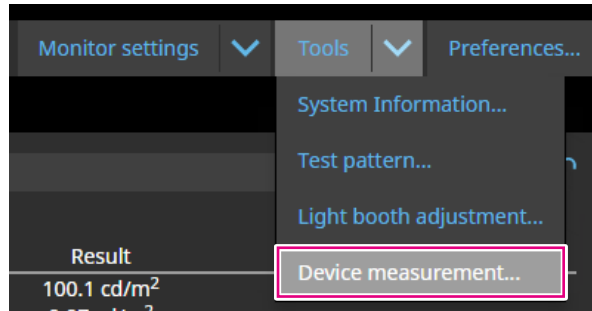 Monitor settings Tools Preferences...
System Information...
Test pattern...
Light booth adjustment...
Result
Device measurement...
100.1 cd/m²